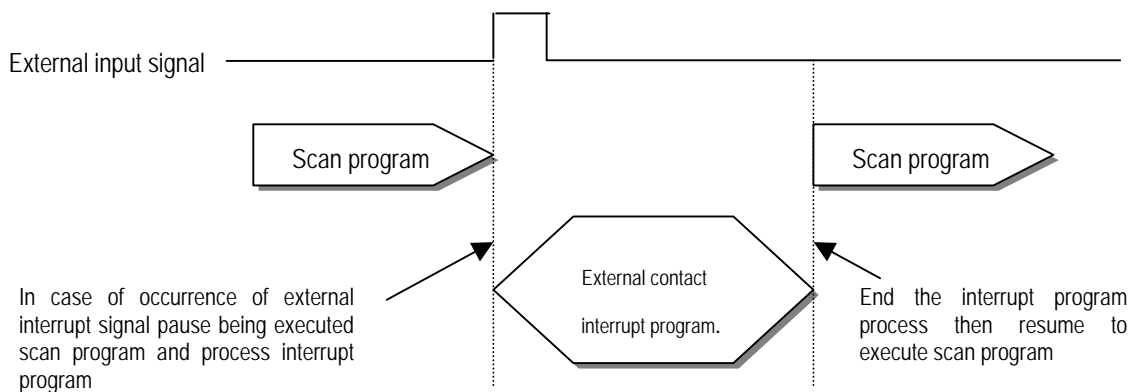 External input signal
Scan program
Scan program
External contact
interrupt program.
In case of occurrence of external
interrupt signal pause being executed
scan program and process interrupt
program
End the interrupt program
process then resume to
execute scan program